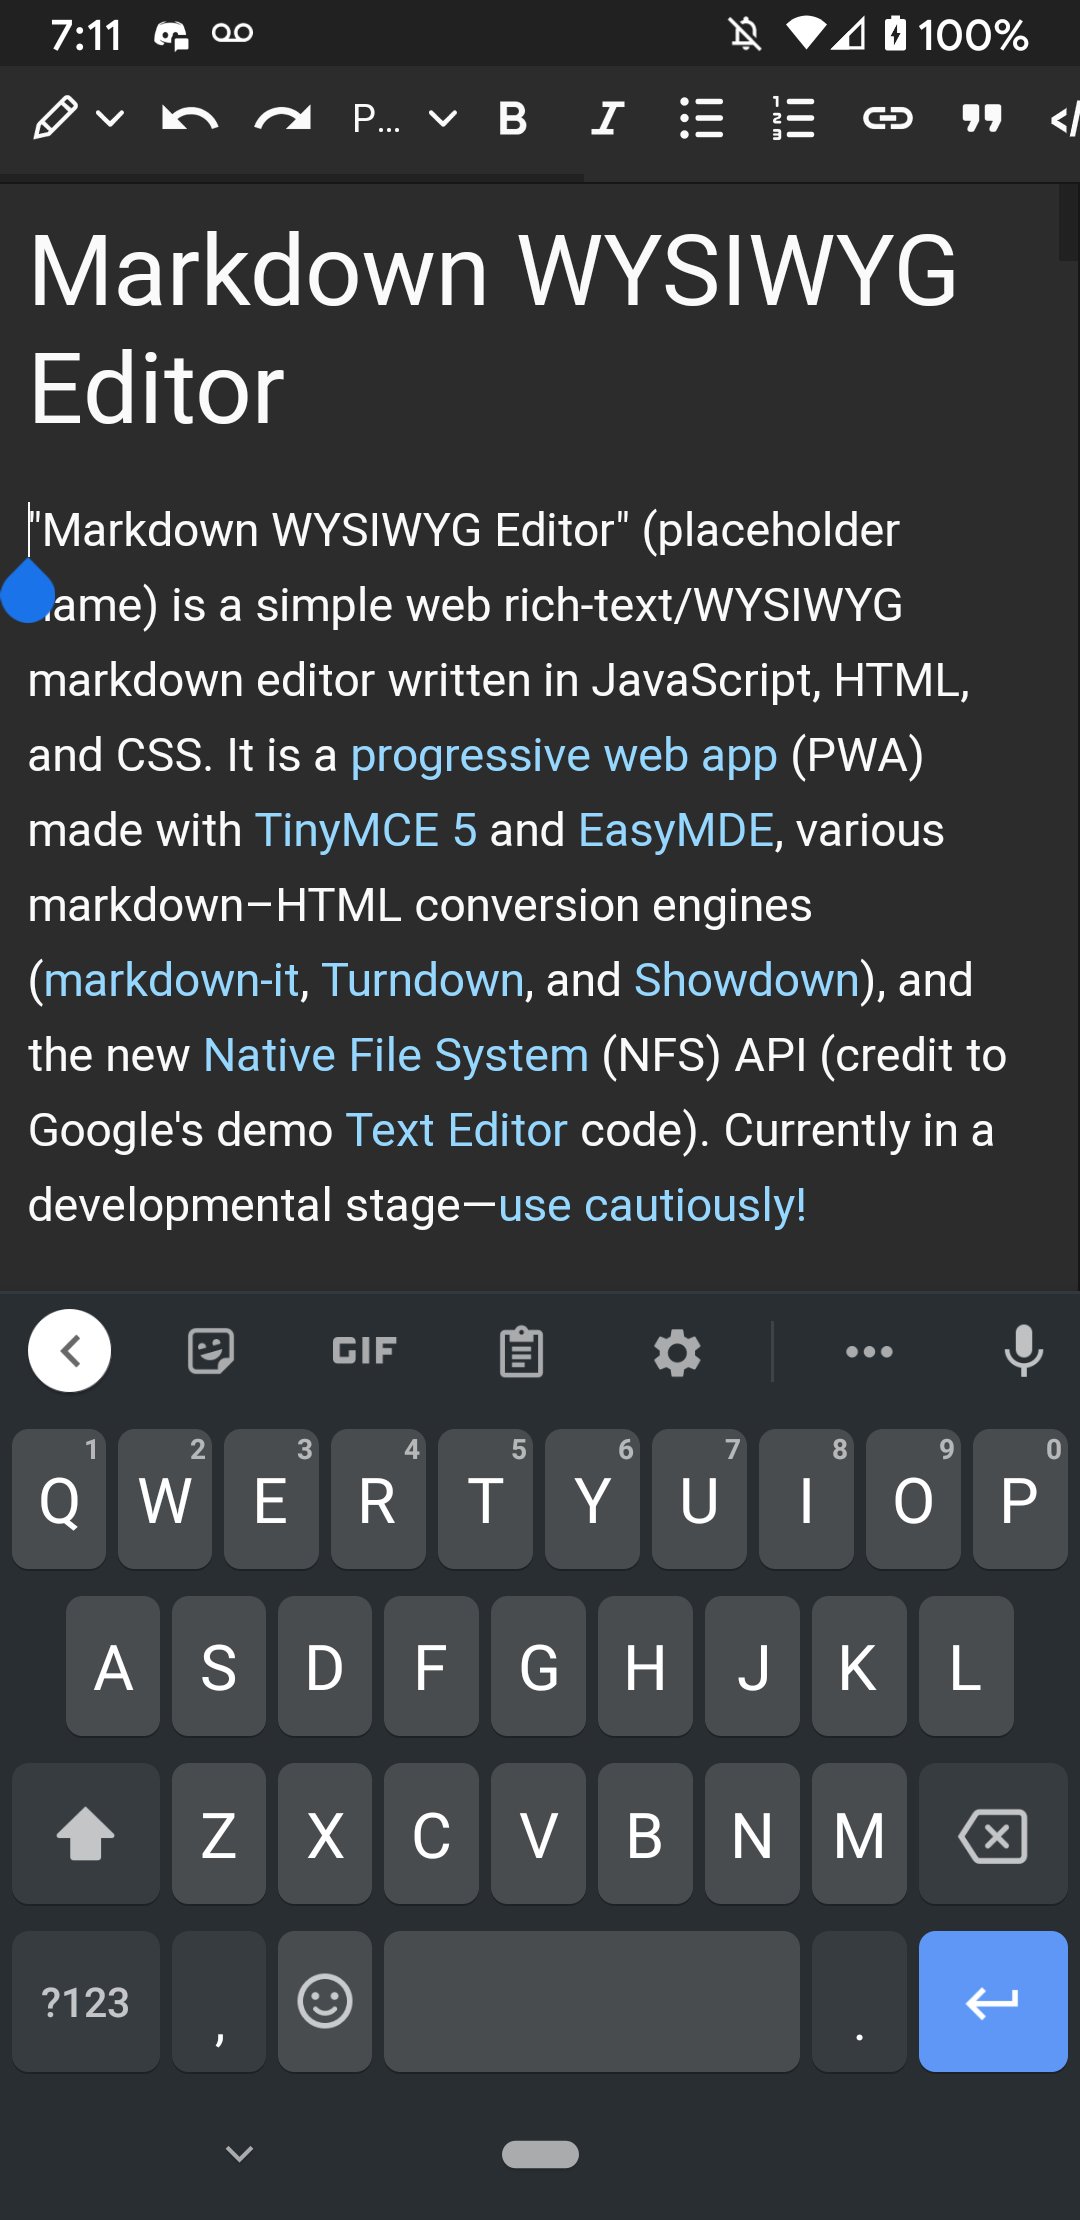 7:11 100%
P...
Markdown WYSIWYG
Editor
"Markdown WYSIWYG Editor" (placeholder
ame) is a simple web rich-text/WYSIWYG
markdown editor written in JavaScript, HTML,
and CSS. It is a progressive web app (PWA)
made with TinyMCE 5 and EasyMDE, various
markdown–HTML conversion engines
(markdown-it, Turndown, and Showdown), and
the new Native File System (NFS) API (credit to
Google's demo Text Editor code). Currently in a
developmental stage—use cautiously!
GIF
1 2 3 4 5 6 7 8 9 0
Q W E R T Y U I O P
A S D F G H J K L
Z X C V B N M
?123 , .